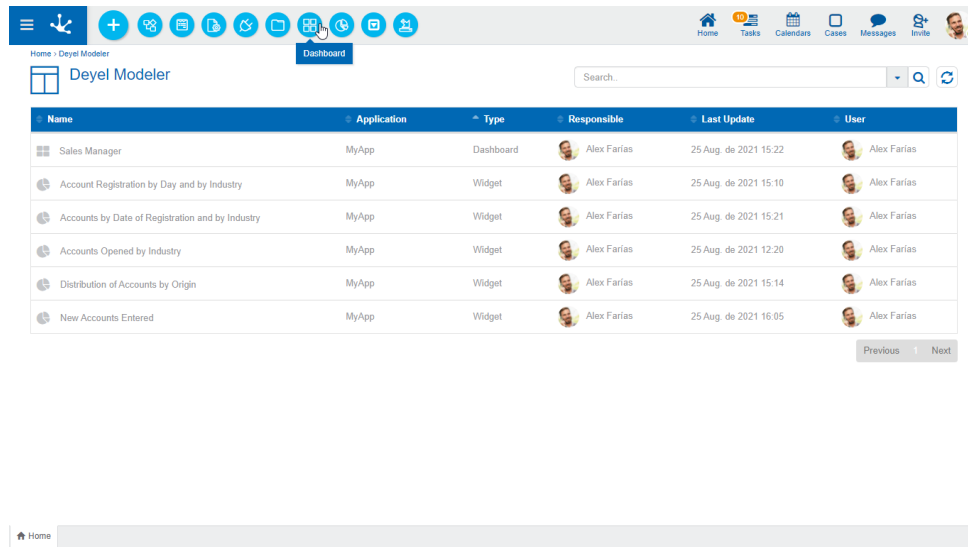 10
Home Tasks Calendars Cases Messages Invite
Home › Deyel Modeler
Dashboard
Deyel Modeler
Search..
Name Application Type Responsible Last Update User
Sales Manager MyApp Dashboard Alex Farías 25 Aug. de 2021 15:22 Alex Farías
Account Registration by Day and by Industry MyApp Widget Alex Farías 25 Aug. de 2021 15:10 Alex Farías
Accounts by Date of Registration and by Industry MyApp Widget Alex Farías 25 Aug. de 2021 15:21 Alex Farías
Accounts Opened by Industry MyApp Widget Alex Farías 25 Aug. de 2021 12:20 Alex Farías
Distribution of Accounts by Origin MyApp Widget Alex Farías 25 Aug. de 2021 15:14 Alex Farías
New Accounts Entered MyApp Widget Alex Farías 25 Aug. de 2021 16:05 Alex Farías
Previous 1 Next
Home